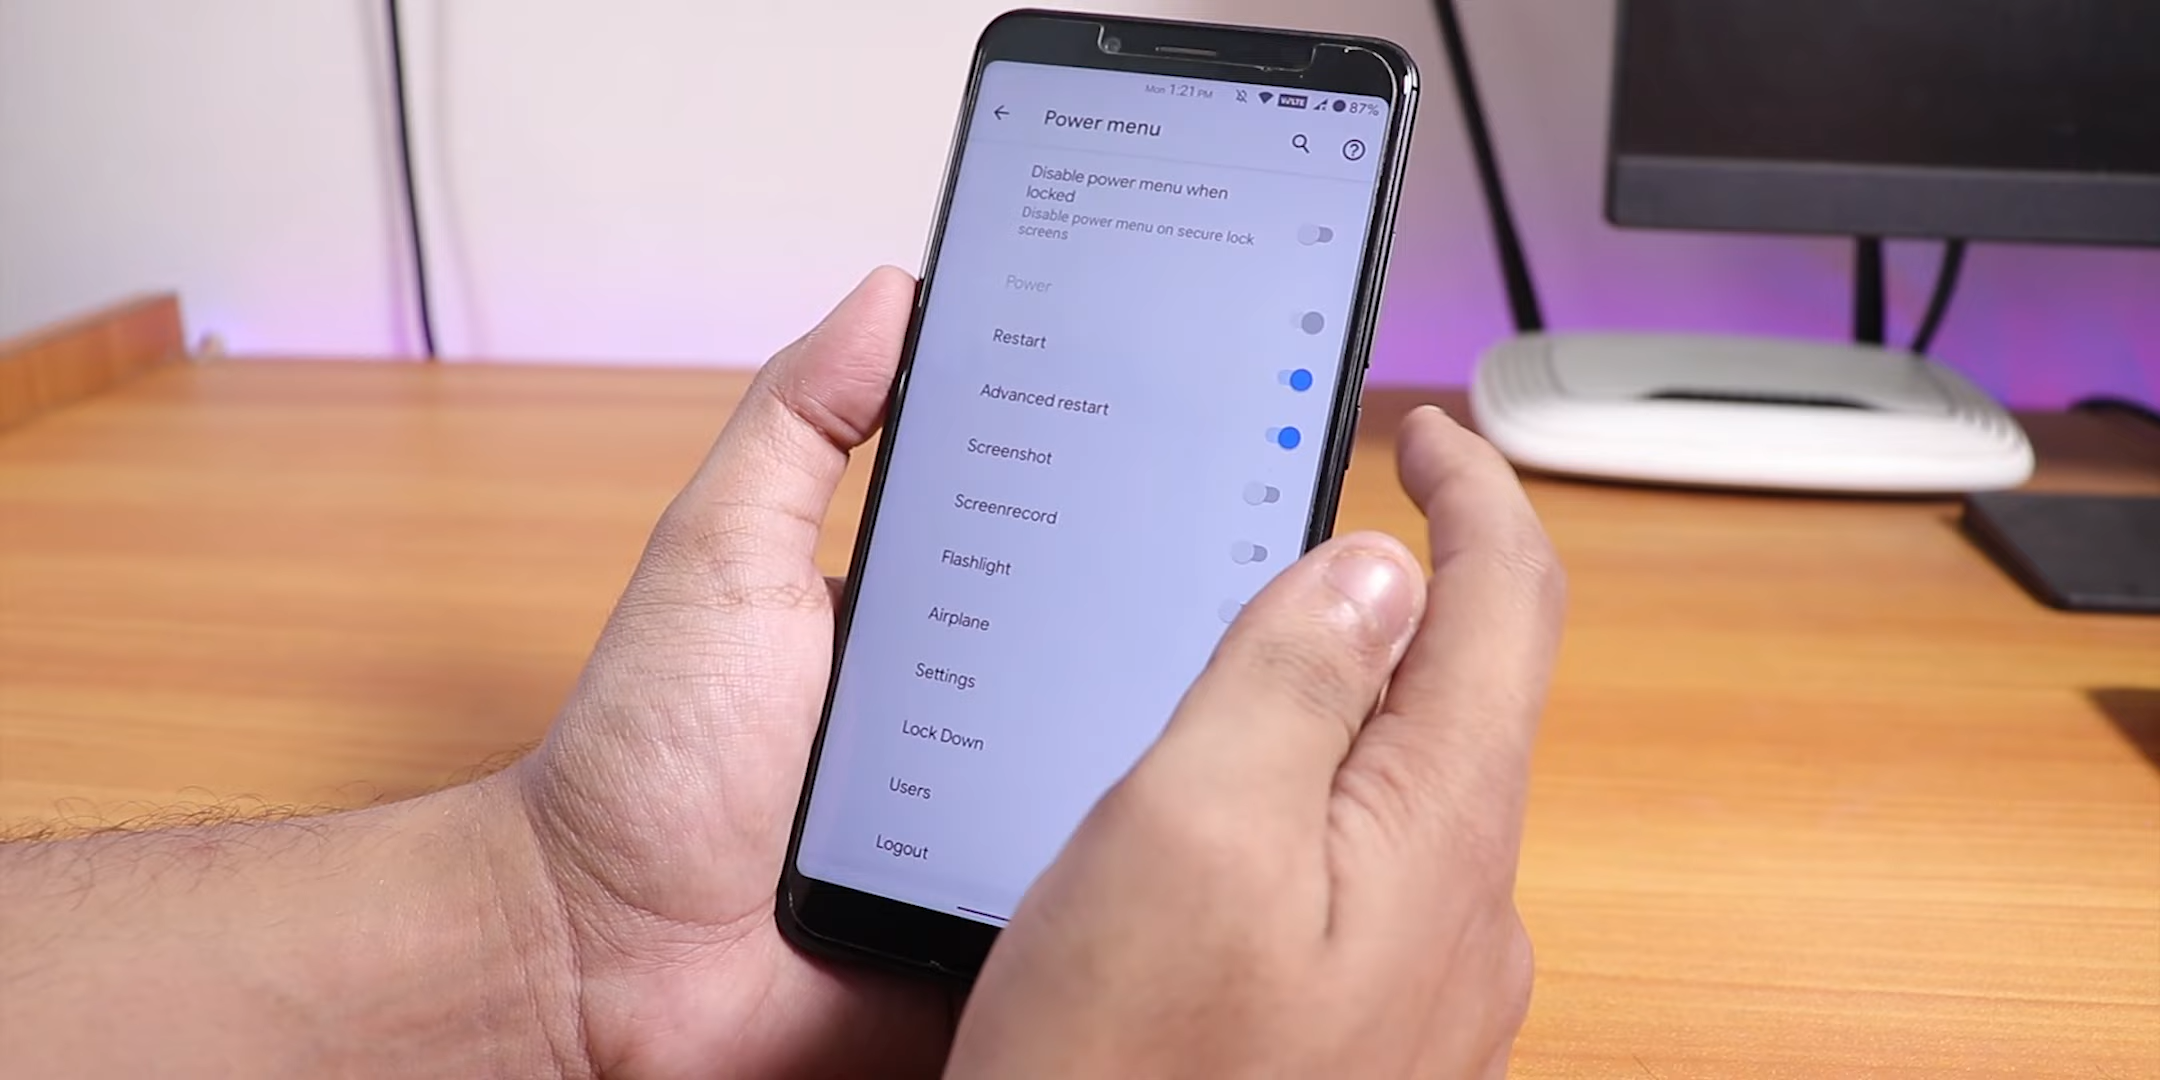 Mon 1:21 PM VoLTE 87%
Power menu
Disable power menu when
locked
Disable power menu on secure lock
screens
Power
Restart
Advanced restart
Screenshot
Screenrecord
Flashlight
Airplane
Settings
Lock Down
Users
Logout